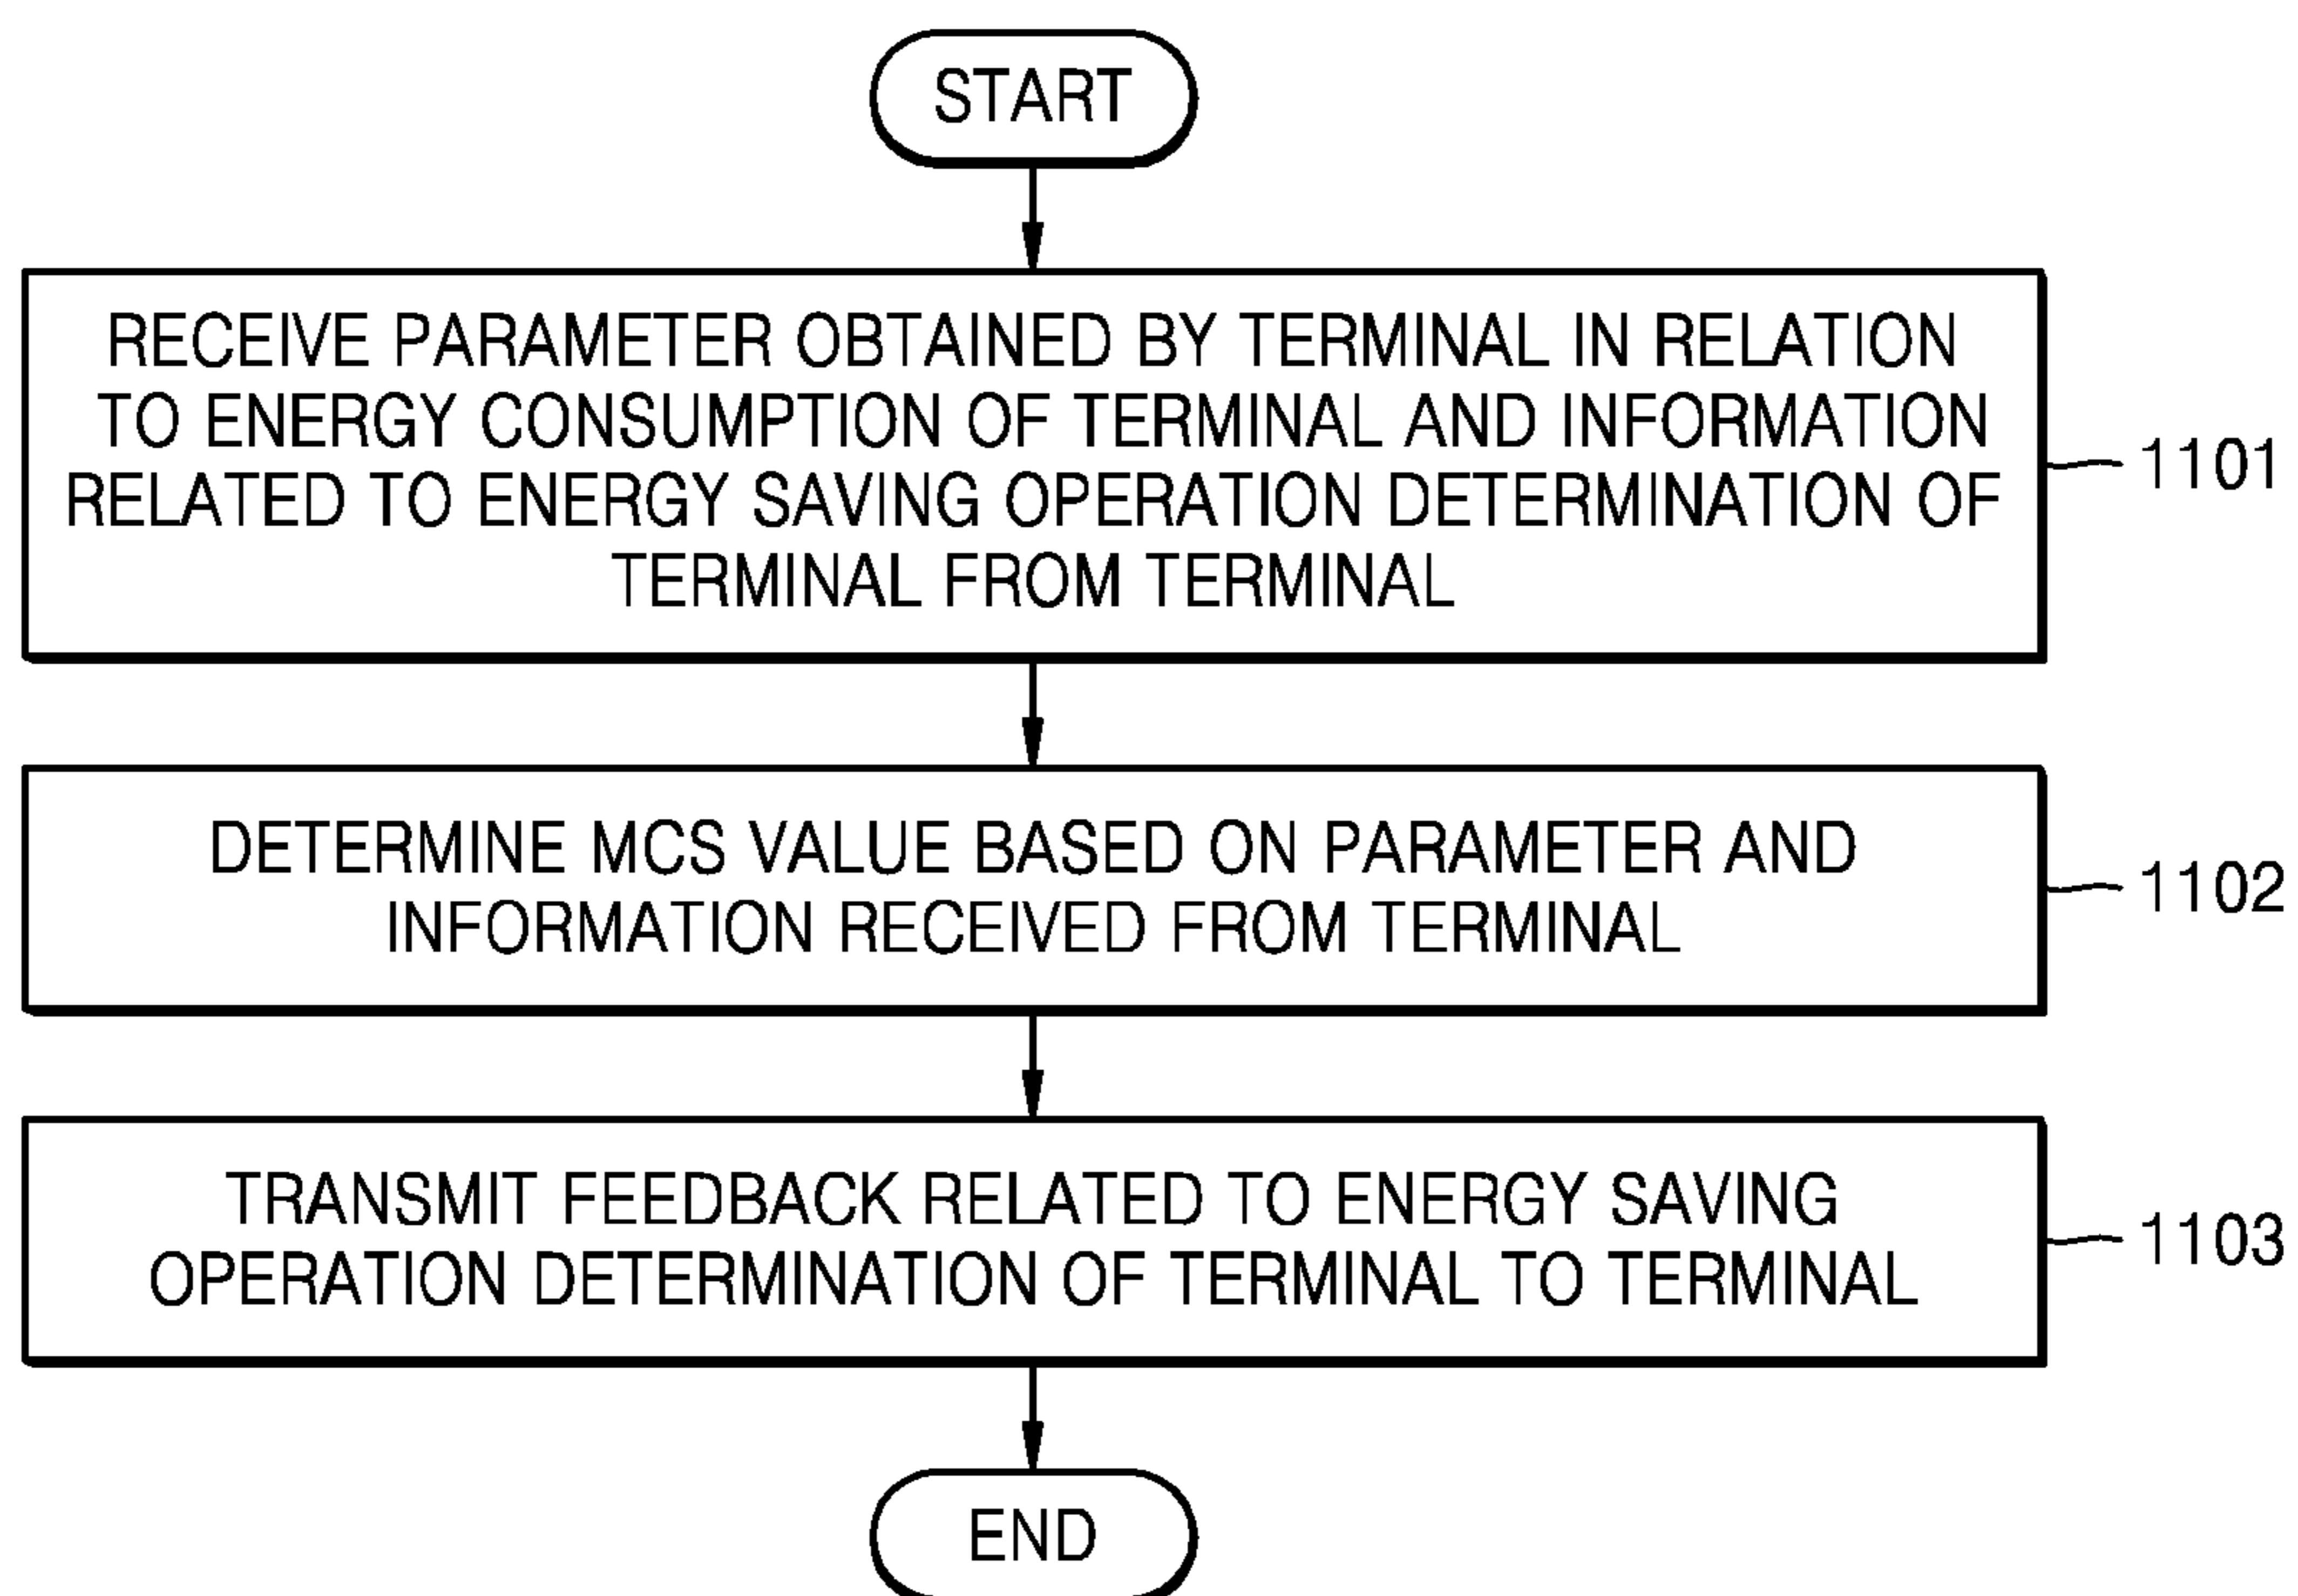 START
RECEIVE PARAMETER OBTAINED BY TERMINAL IN RELATION
TO ENERGY CONSUMPTION OF TERMINAL AND INFORMATION
RELATED TO ENERGY SAVING OPERATION DETERMINATION OF
TERMINAL FROM TERMINAL
1101
DETERMINE MCS VALUE BASED ON PARAMETER AND
INFORMATION RECEIVED FROM TERMINAL
1102
TRANSMIT FEEDBACK RELATED TO ENERGY SAVING
OPERATION DETERMINATION OF TERMINAL TO TERMINAL
1103
END